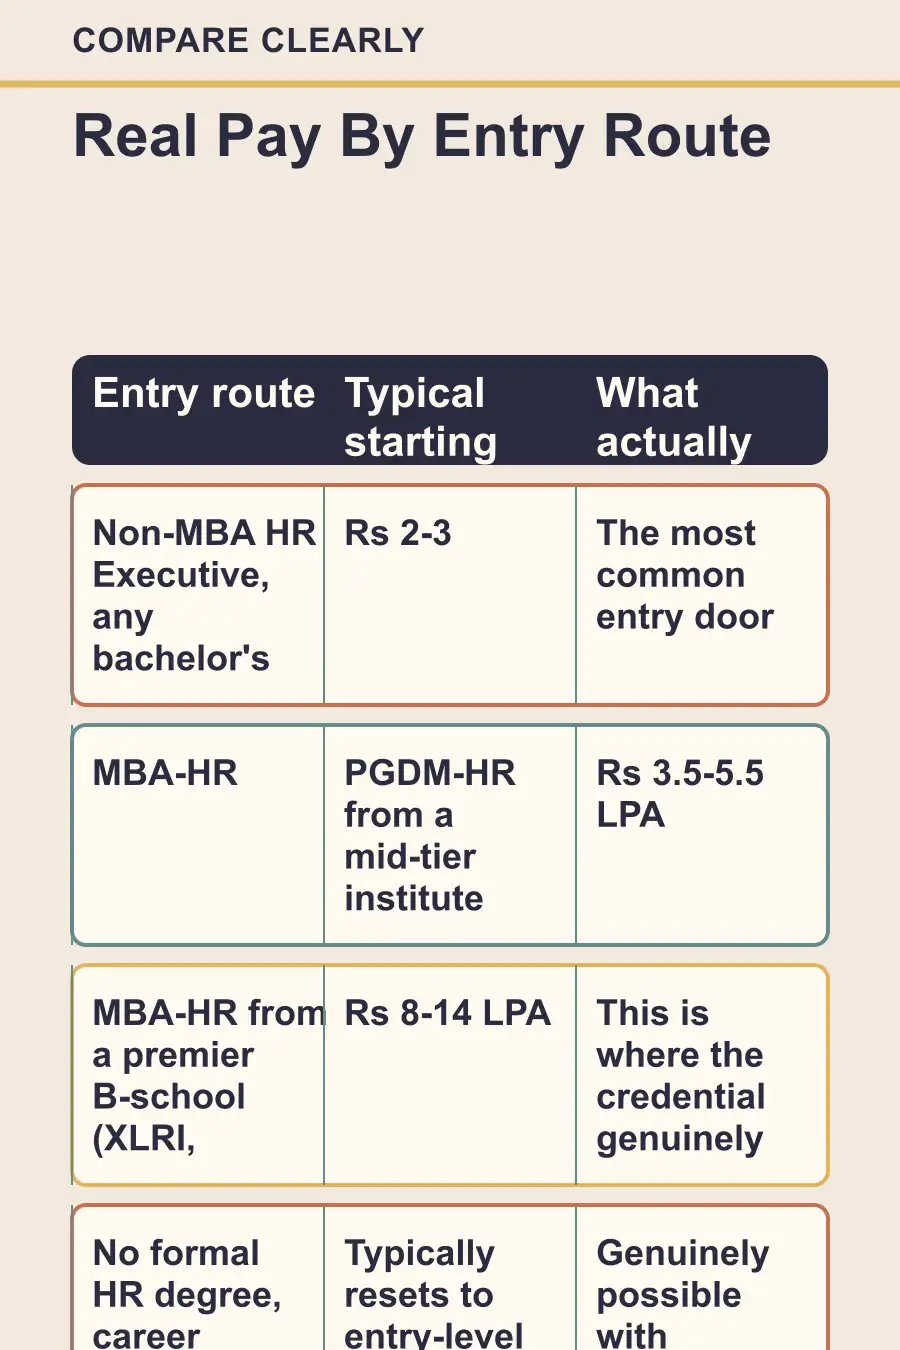 COMPARE CLEARLY
Real Pay By Entry Route
Entry route
Typical
starting
What
actually
Non-MBA HR
Executive,
any
bachelor's
Rs 2-3
The most
common
entry door
MBA-HR
PGDM-HR
from a
mid-tier
institute
Rs 3.5-5.5
LPA
MBA-HR from
a premier
B-school
(XLRI,
Rs 8-14 LPA
This is
where the
credential
genuinely
No formal
HR degree,
career
Typically
resets to
entry-level
Genuinely
possible
with